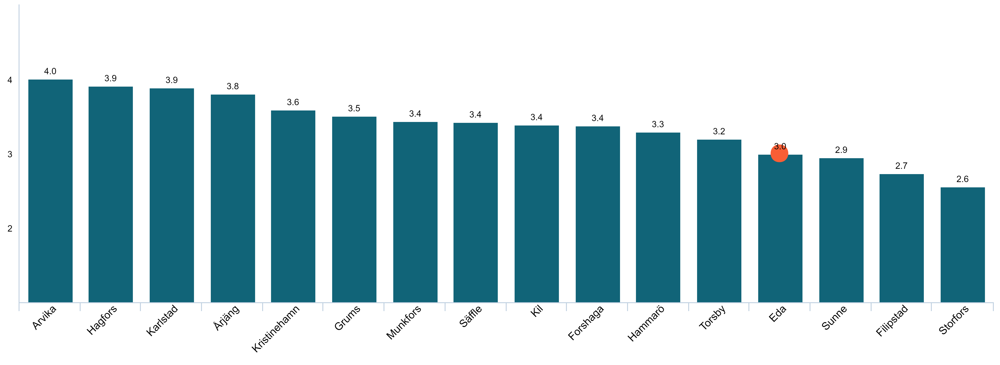 4.0
3.9
3.9
3.8
3.6
3.5
3.4
3.4
3.4
3.4
3.3
3.2
3.0
2.9
2.7
2.6
4
3
2
Arvika
Hagfors
Karlstad
Årjäng
Kristinehamn
Grums
Munkfors
Säffle
Kil
Forshaga
Hammarö
Torsby
Eda
Sunne
Filipstad
Storfors